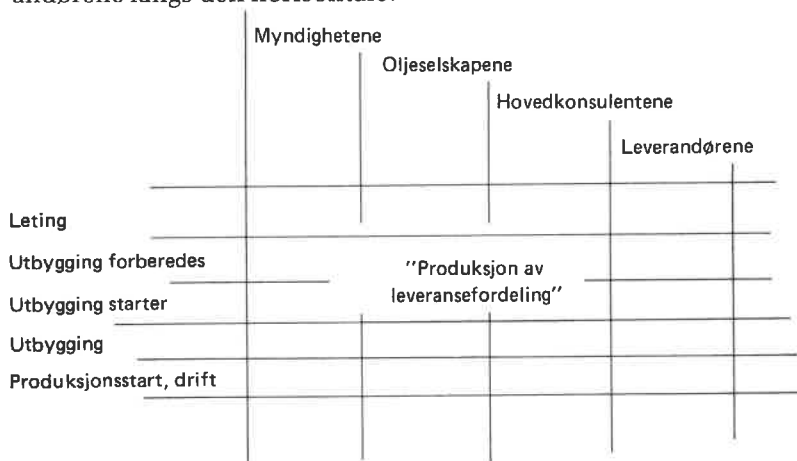 Myndighetene
Oljeselskapene
Hovedkonsulentene
Leverandørene
Leting
Utbygging forberedes
"Produksjon av
leveransefordeling"
Utbygging starter
Utbygging
Produksjonsstart, drift